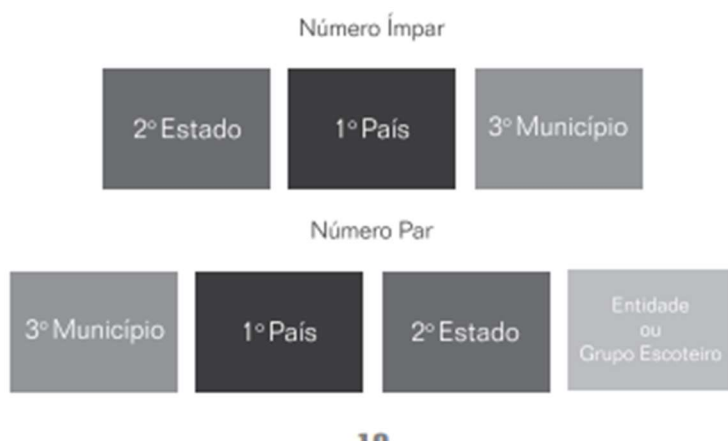 Número Ímpar
2º Estado
1º País
3º Município
Número Par
3º Município
1º País
2º Estado
Entidade
ou
Grupo Escoteiro